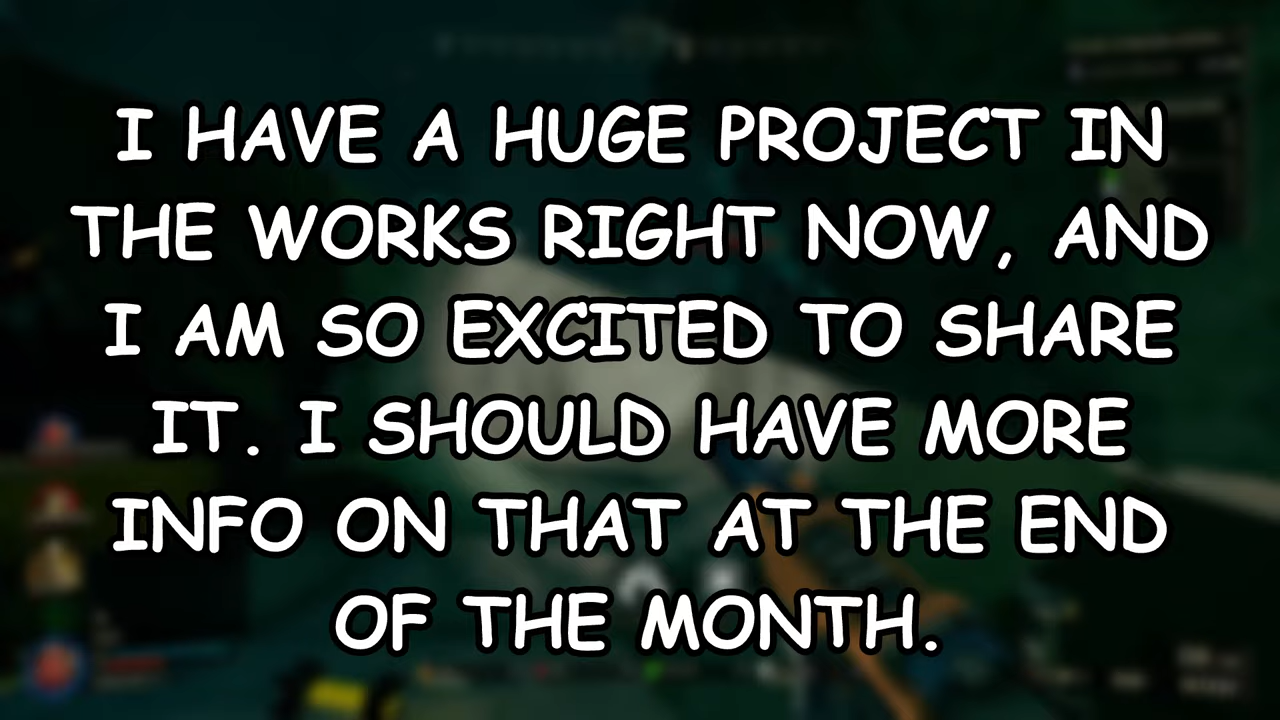 I HAVE A HUGE PROJECT IN
THE WORKS RIGHT NOW, AND
I AM SO EXCITED TO SHARE
IT. I SHOULD HAVE MORE
INFO ON THAT AT THE END
OF THE MONTH.